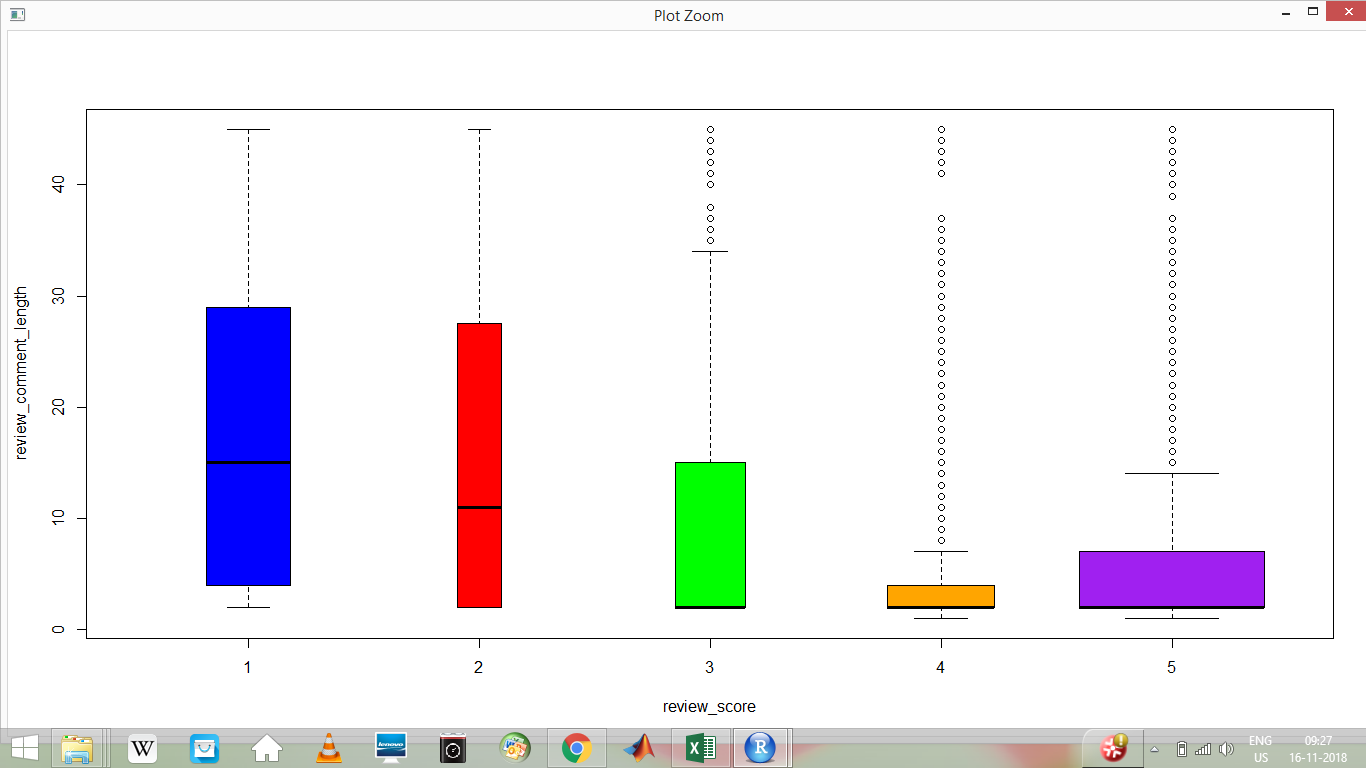 Plot Zoom
review_comment_length
40
30
20
10
0
1 2 3 4 5
review_score
W
lenovo
X
R
ENG
US
09:27
16-11-2018